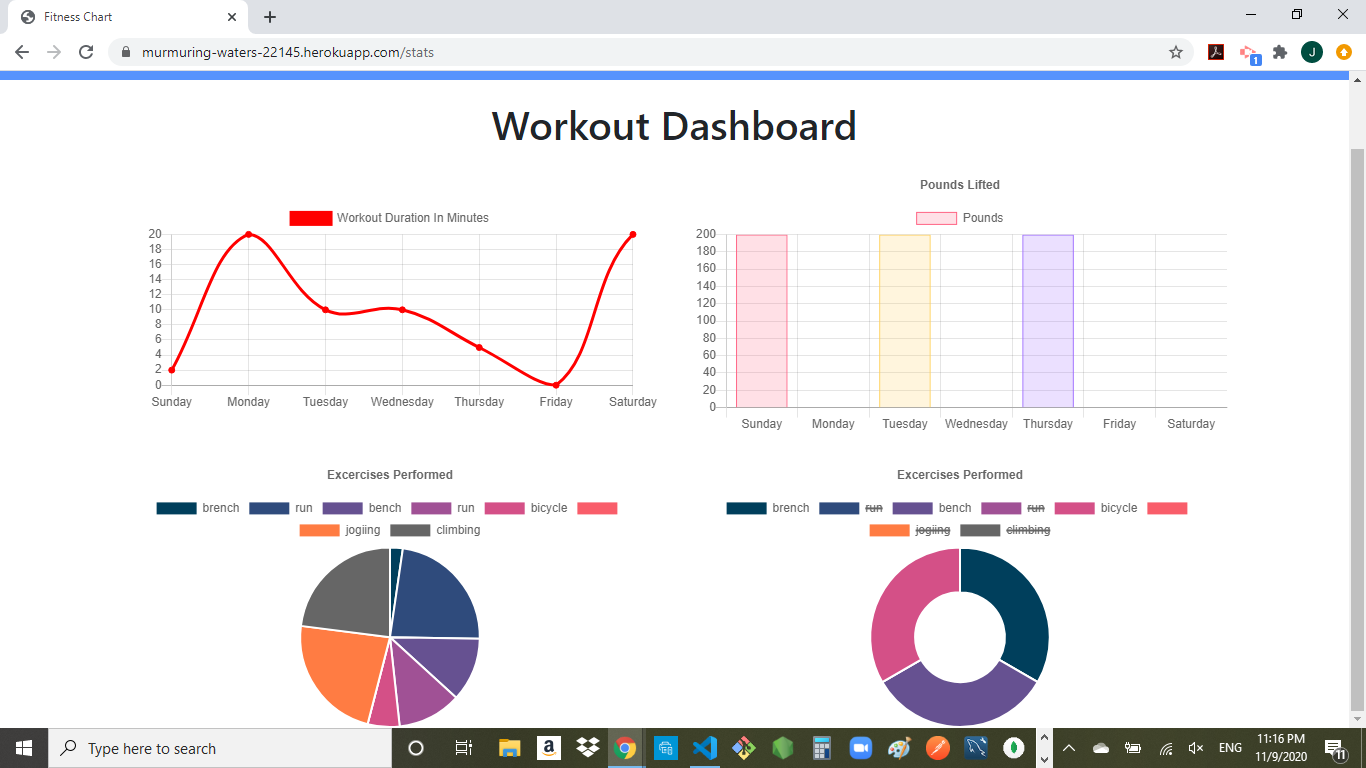 Fitness Chart
murmuring-waters-22145.herokuapp.com/stats
J
1
Workout Dashboard
Workout Duration In Minutes
20
18
16
14
12
10
8
6
4
2
0
Sunday Monday Tuesday Wednesday Thursday Friday Saturday
Pounds Lifted
Pounds
200
180
160
140
120
100
80
60
40
20
0
Sunday Monday Tuesday Wednesday Thursday Friday Saturday
Excercises Performed
brench run bench run bicycle
jogiing climbing
Excercises Performed
brench run bench run bicycle
jogiing climbing
Type here to search
a
ENG
11:16 PM
11/9/2020
11